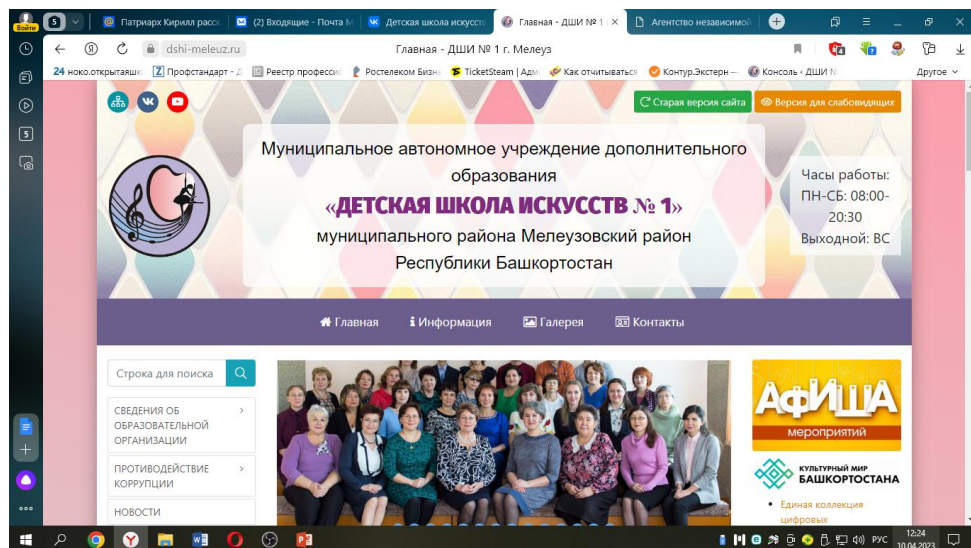 Войти
5
Патриарх Кирилл расск
(2) Входящие - Почта М
Детская школа искусств
Главная - ДШИ № 1 г
Агентство независимой
dshi-meleuz.ru
Главная - ДШИ № 1 г. Мелеуз
24 ноко.открытаяшк
Профстандарт - Д
Реестр професси
Ростелеком Бизн
TicketSteam | Адми
Как отчитываться
Контур.Экстерн —
Консоль ‹ ДШИ №
Другое
5
Старая версия сайта
Версия для слабовидящих
Муниципальное автономное учреждение дополнительного
образования
«ДЕТСКАЯ ШКОЛА ИСКУССТВ № 1»
муниципального района Мелеузовский район
Республики Башкортостан
Часы работы:
ПН-СБ: 08:00-
20:30
Выходной: ВС
Главная
Информация
Галерея
Контакты
Строка для поиска
СВЕДЕНИЯ ОБ
ОБРАЗОВАТЕЛЬНОЙ
ОРГАНИЗАЦИИ
ПРОТИВОДЕЙСТВИЕ
КОРРУПЦИИ
НОВОСТИ
АФИША
мероприятий
КУЛЬТУРНЫЙ МИР
БАШКОРТОСТАНА
Единая коллекция
цифровых
РУС
12:24
10.04.2023